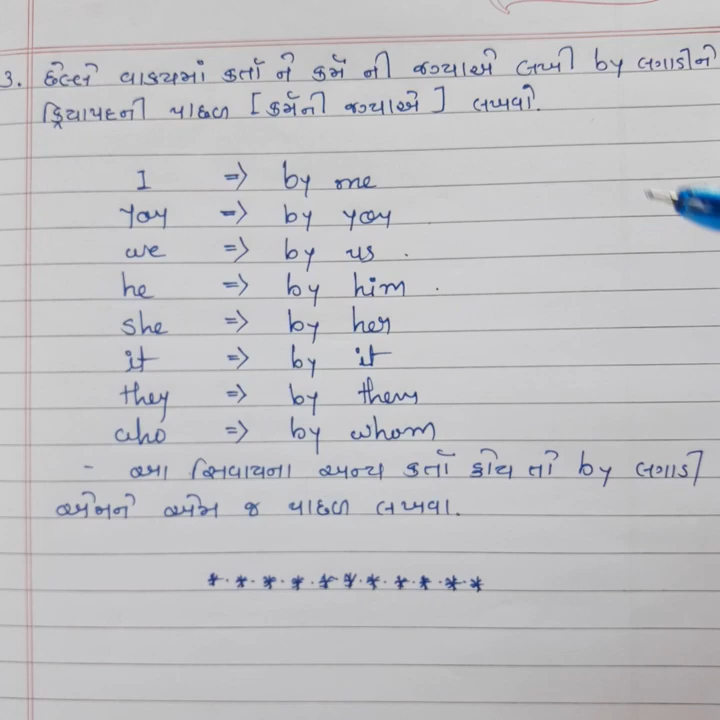 3. છેલ્લે વાક્યમાં કર્તા ને કર્મ ની જગ્યાએ લખી by લગાડીને
ક્રિયાપદની પાછળ [કર્મની જગ્યાએ] લખવો.
I => by me
You => by you
we => by us .
he => by him .
she => by her
it => by it
they => by them
who => by whom
- આ સિવાયના અન્ય કર્તા હોય તો by લગાડી
એમને એમ જ પાછળ લખવા.
*.*.*.*.*.*.*.*.*.*.*